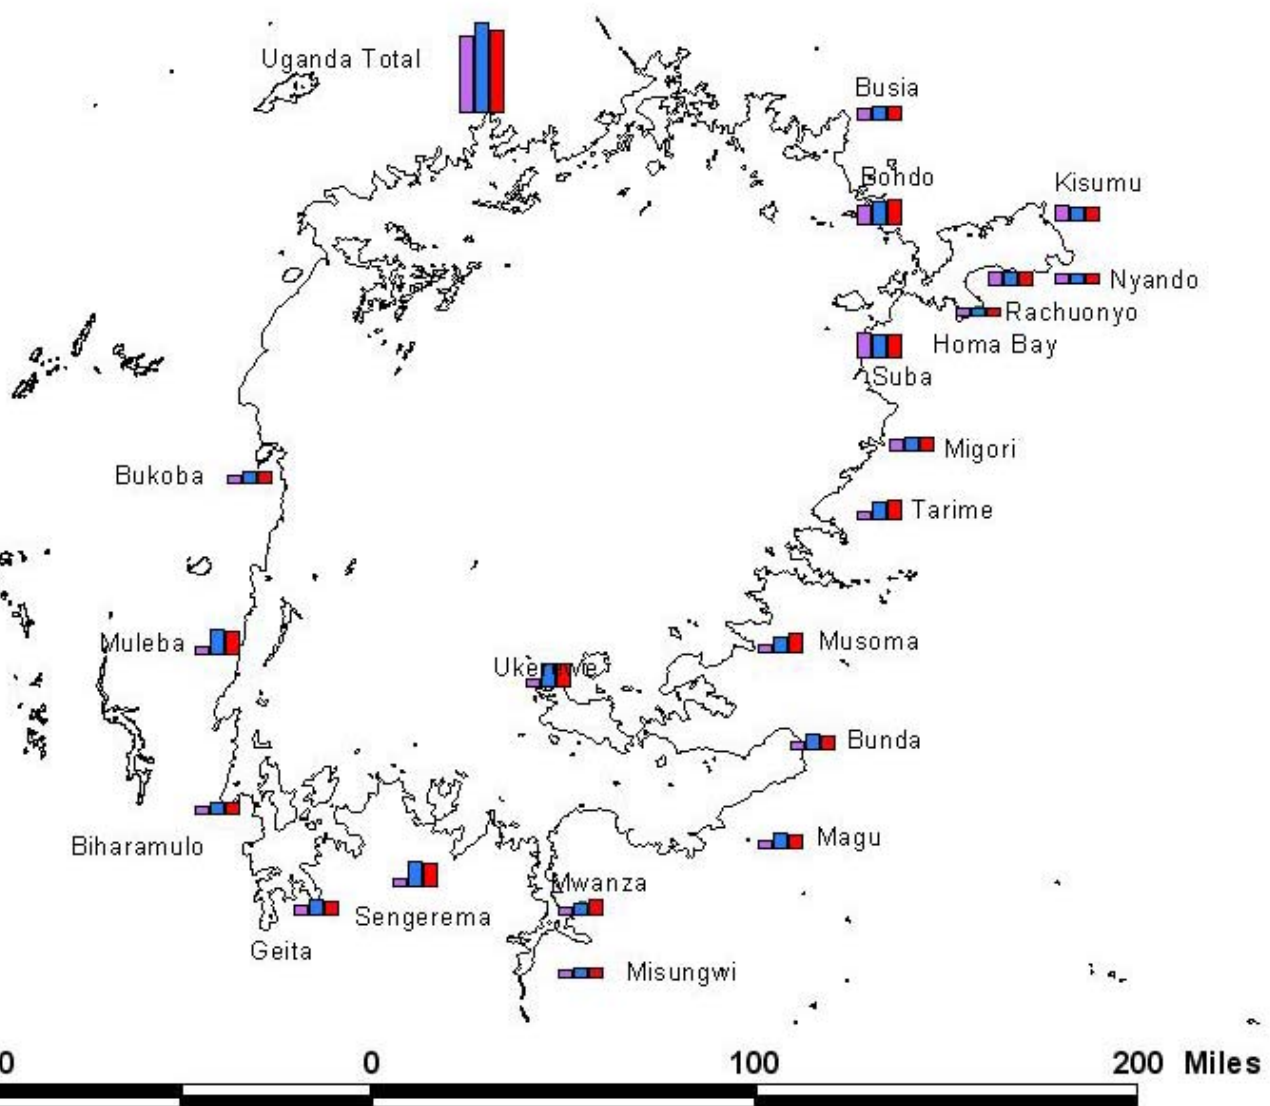 Uganda Total
Busia
Bondo
Kisumu
Nyando
Rachuonyo
Homa Bay
Suba
Migori
Bukoba
Tarime
Muleba
Musoma
Bunda
Magu
Biharamulo
Mwanza
Sengerema
Geita
Misungwi
0 0 100 200 Miles